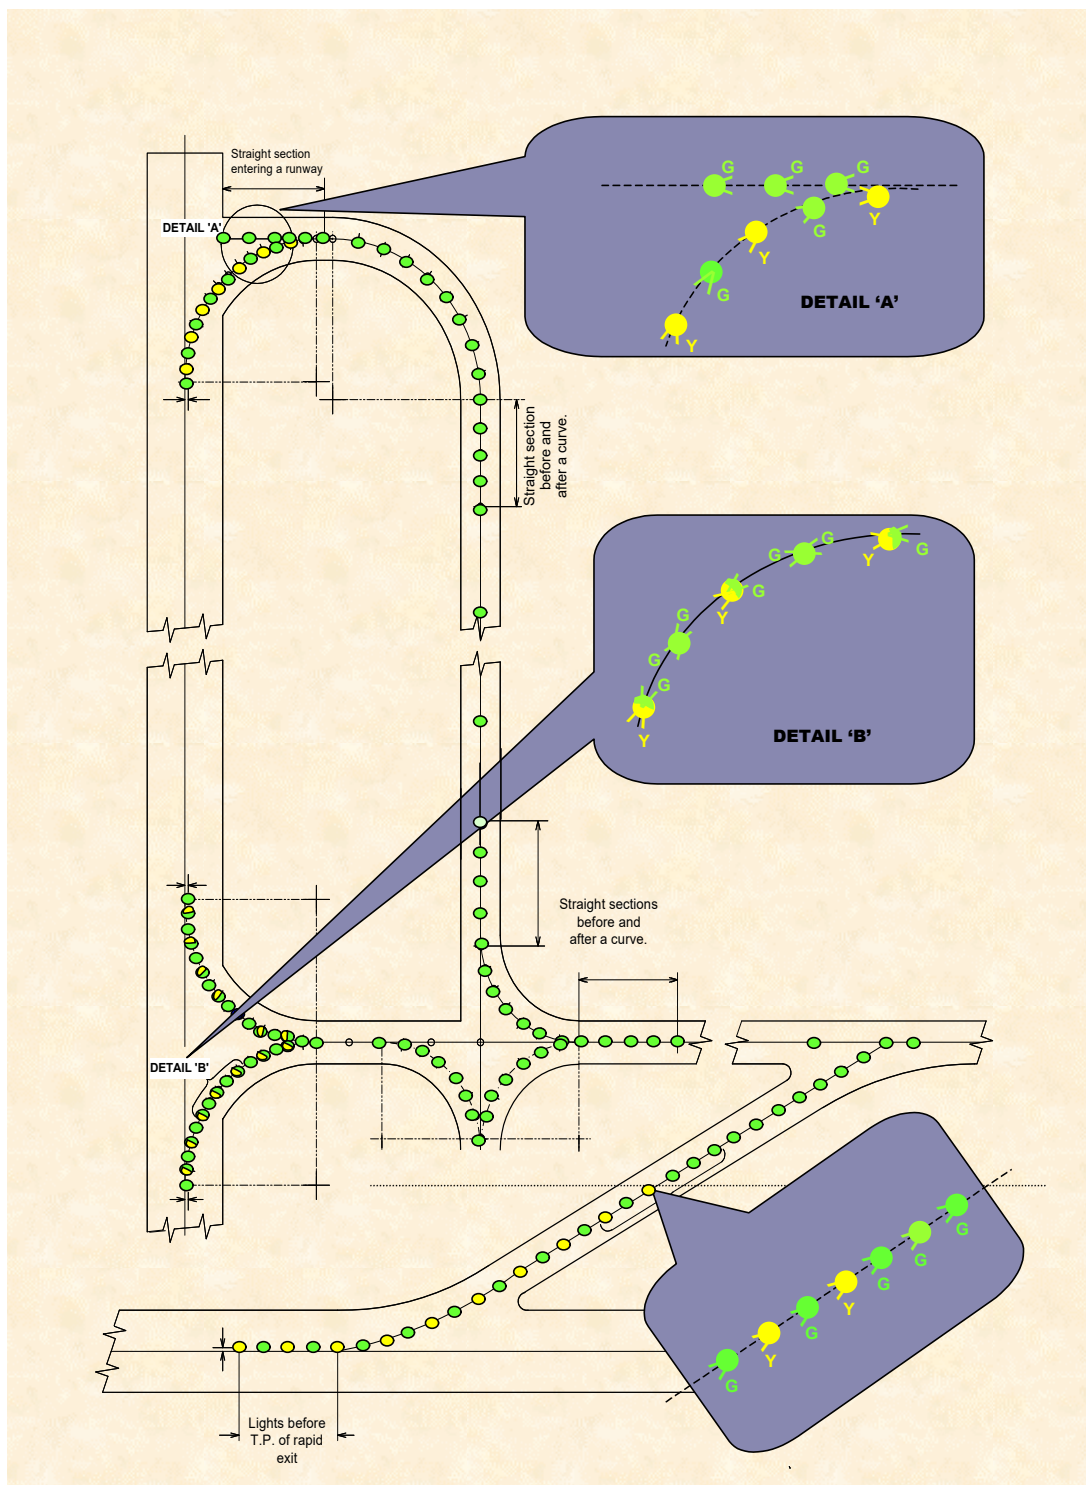 Straight section
entering a runway
DETAIL 'A'
G
G
G
Y
G
Y
G
Y
DETAIL ‘A’
Straight section
before and
after a curve.
G
G
Y
G
G
Y
G
G
G
Y
DETAIL ‘B’
Straight sections
before and
after a curve.
DETAIL 'B'
G
G
G
Y
G
Y
G
Lights before
T.P. of rapid
exit